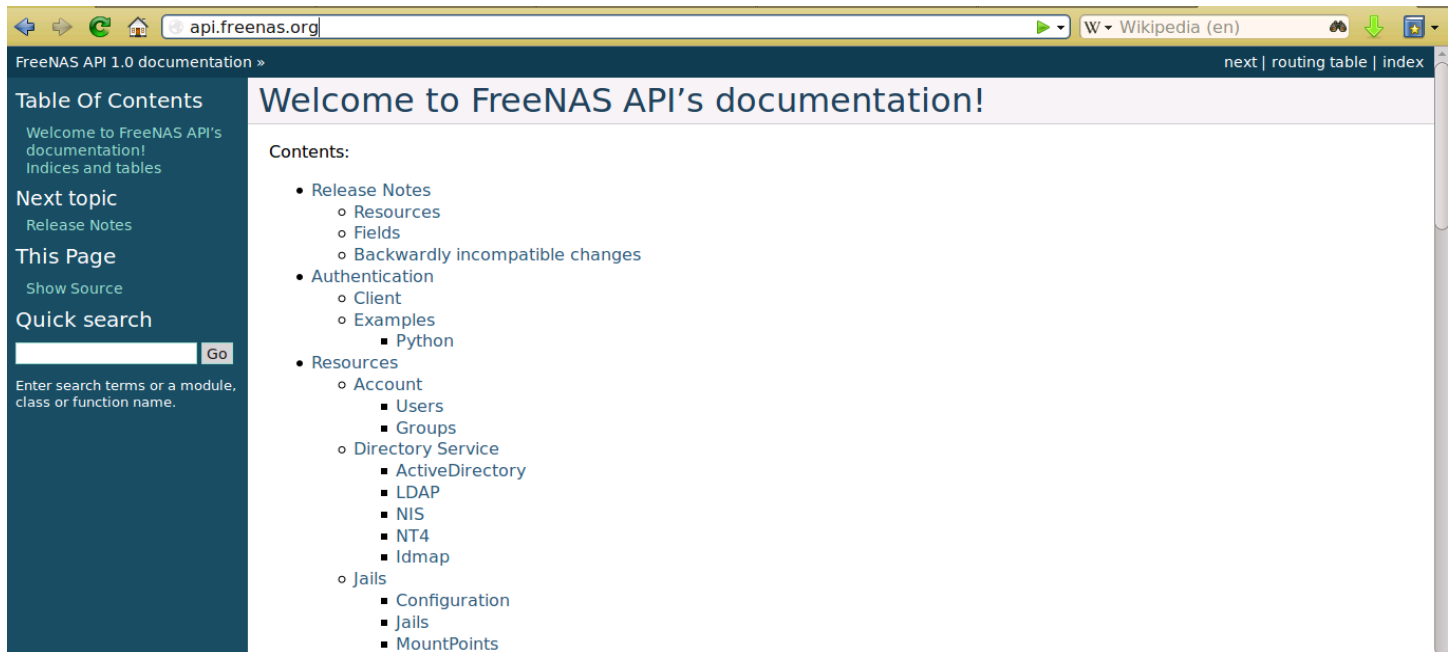 api.freenas.org
W Wikipedia (en)
FreeNAS API 1.0 documentation »
next | routing table | index
Table Of Contents
Welcome to FreeNAS API's
documentation!
Indices and tables
Next topic
Release Notes
This Page
Show Source
Quick search
Go
Enter search terms or a module,
class or function name.
Welcome to FreeNAS API's documentation!
Contents:
Release Notes
Resources
Fields
Backwardly incompatible changes
Authentication
Client
Examples
Python
Resources
Account
Users
Groups
Directory Service
ActiveDirectory
LDAP
NIS
NT4
Idmap
Jails
Configuration
Jails
MountPoints